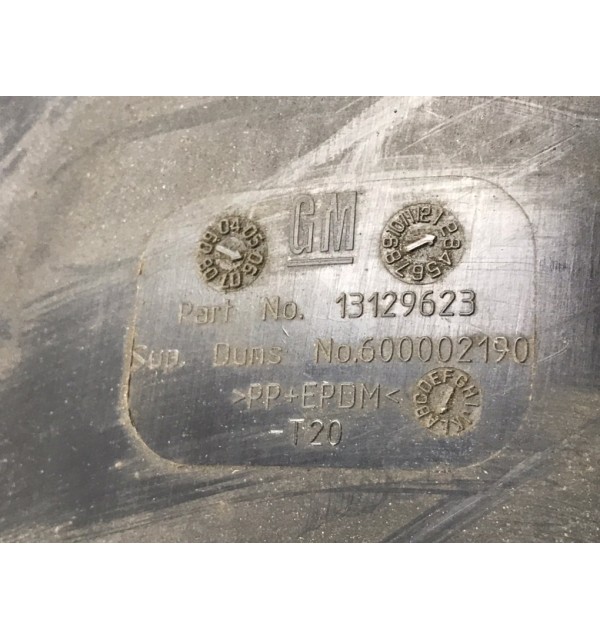 GM
Part No. 13129623
Sup. Duns No.600002190
>PP+EPDM<
-T20